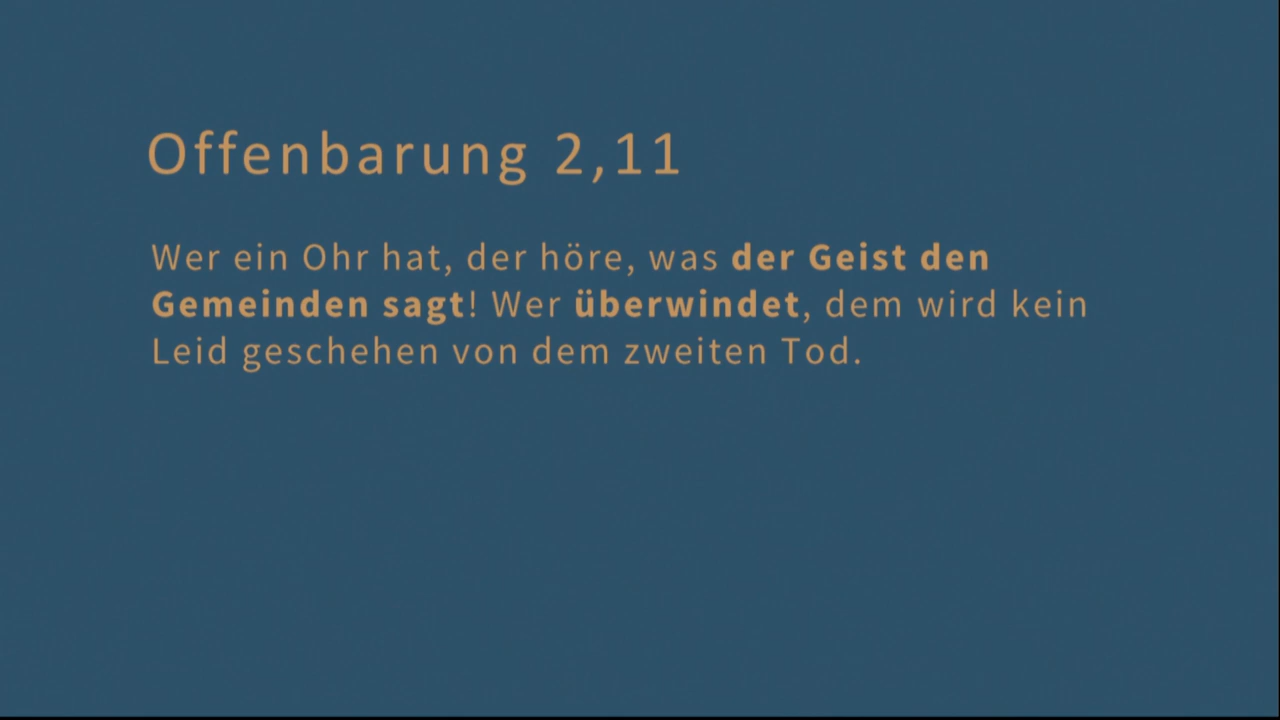 Offenbarung 2,11
Wer ein Ohr hat, der höre, was der Geist den
Gemeinden sagt! Wer überwindet, dem wird kein
Leid geschehen von dem zweiten Tod.